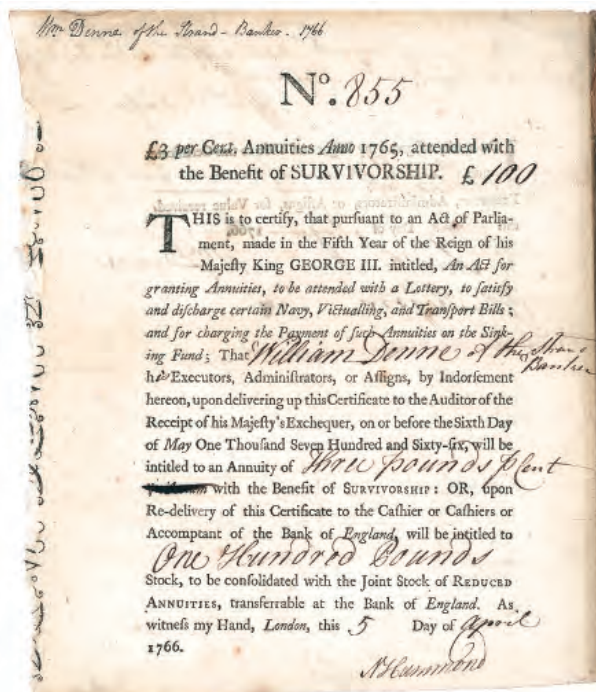 Wm Denne of the Strand - Banker. 1766
No. 855
£3 per Cent. Annuities Anno 1765, attended with
the Benefit of SURVIVORSHIP. £ 100
THIS is to certify, that pursuant to an Act of Parlia-
ment, made in the Fifth Year of the Reign of his
Majeſty King GEORGE III. intitled, An Act for
granting Annuities, to be attended with a Lottery, to ſatisfy
and diſcharge certain Navy, Victualling, and Tranſport Bills;
and for charging the Payment of ſuch Annuities on the Sink-
ing Fund; That William Denne of the Strand
Banker
his Executors, Adminiſtrators, or Aſſigns, by Indorſement
hereon, upon delivering up this Certificate to the Auditor of the
Receipt of his Majeſty's Exchequer, on or before the Sixth Day
of May One Thouſand Seven Hundred and Sixty-ſix, will be
intitled to an Annuity of Three pounds p Cent
with the Benefit of SURVIVORSHIP: OR, upon
Re-delivery of this Certificate to the Caſhier or Caſhiers or
Accomptant of the Bank of England, will be intitled to
One Hundred Pounds
Stock, to be conſolidated with the Joint Stock of REDUCED
ANNUITIES, transferrable at the Bank of England. As
witneſs my Hand, London, this 5 Day of april
1766.
N Hammond